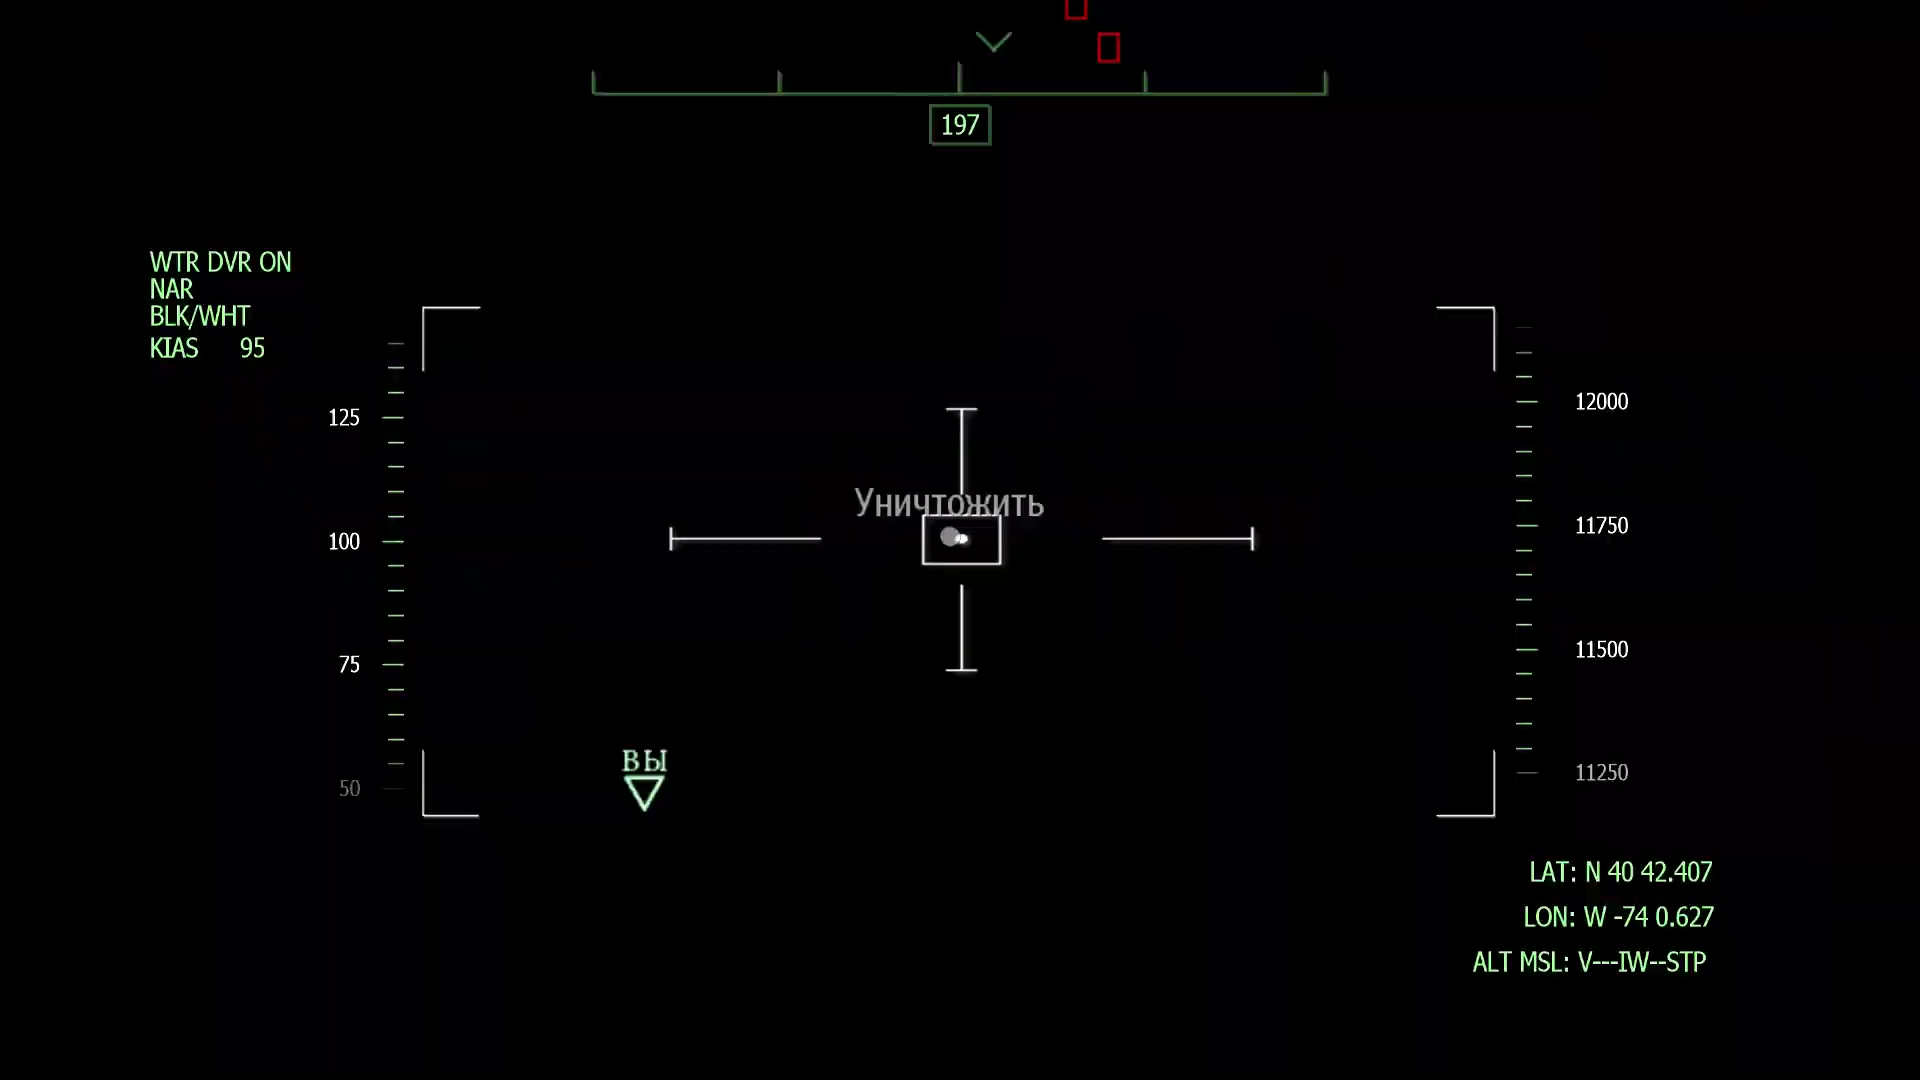 197
WTR DVR ON
NAR
BLK/WHT
KIAS 95
125
100
75
50
Уничтожить
ВЫ
12000
11750
11500
11250
LAT: N 40 42.407
LON: W -74 0.627
ALT MSL: V---IW--STP